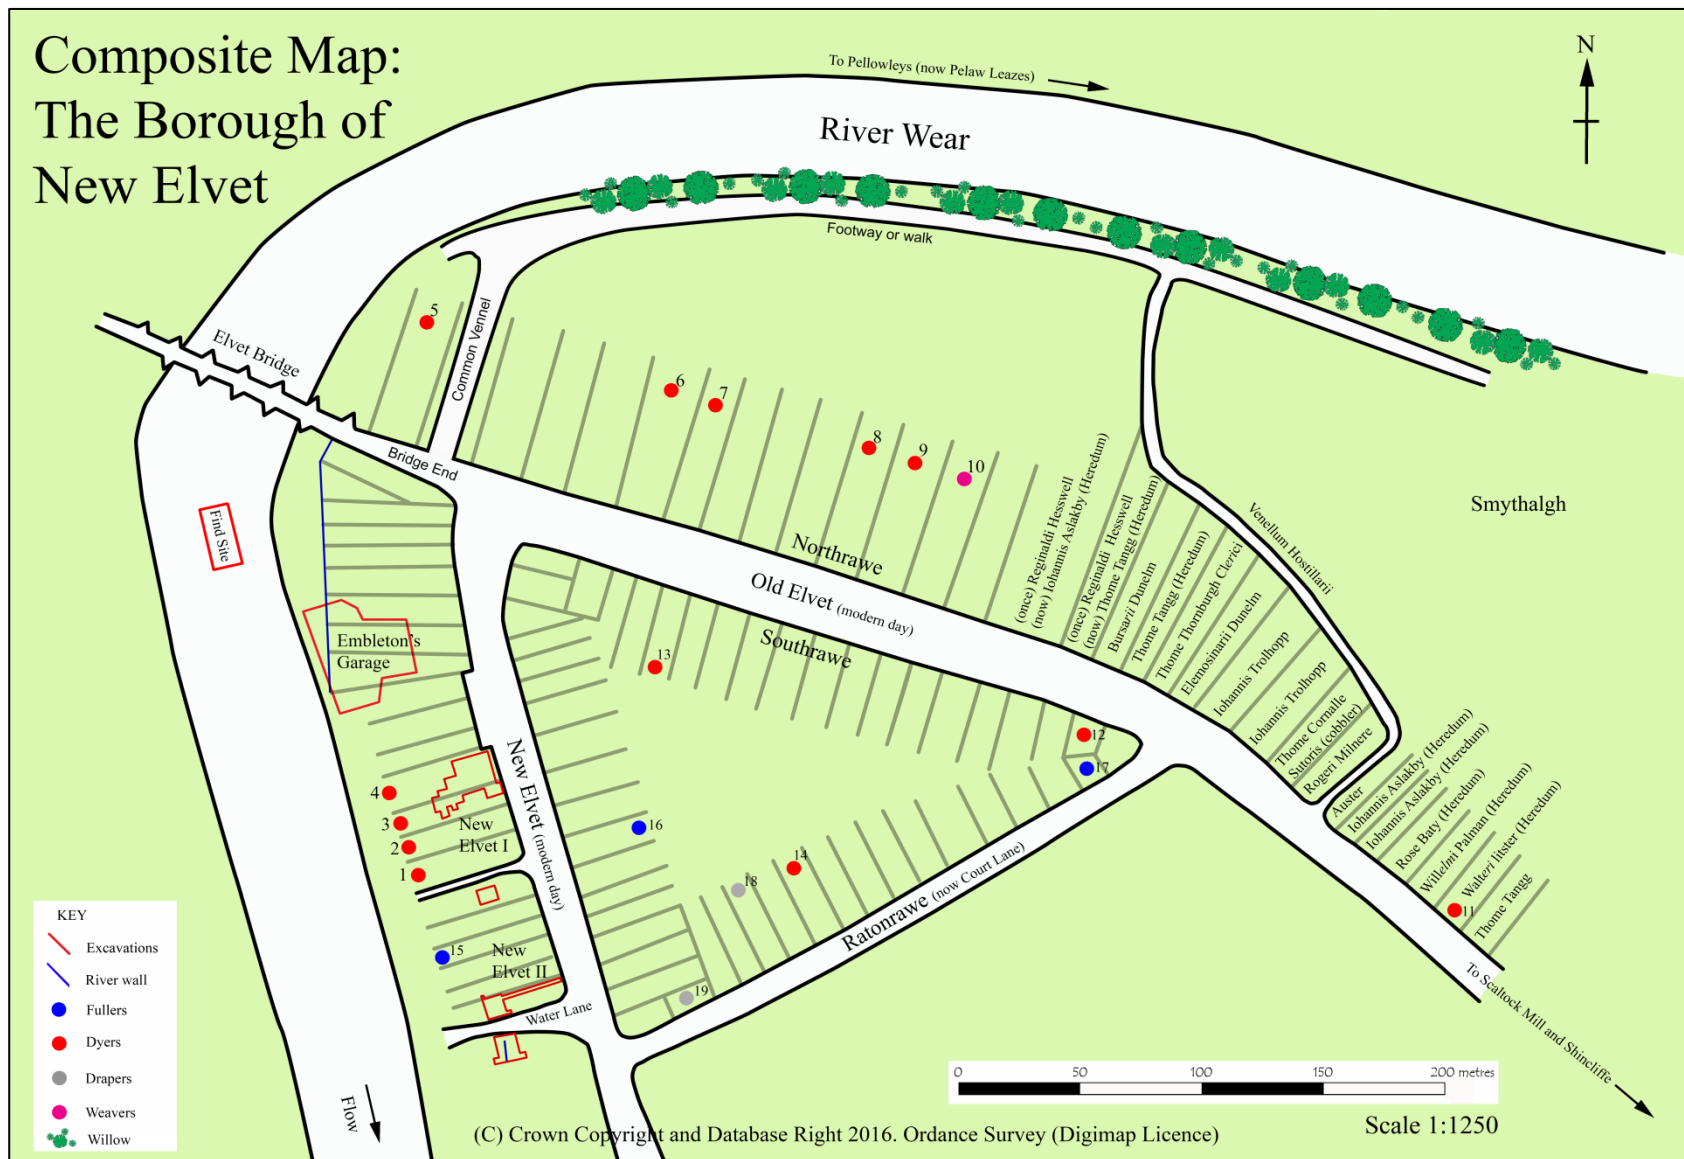 Composite Map:
The Borough of
New Elvet
To Pellowleys (now Pelaw Leazes)
N
River Wear
Footway or walk
Elvet Bridge
Common Vennel
Bridge End
5
6
7
8
9
10
Smythalgh
Find Site
Northrawe
Old Elvet (modern day)
Southrawe
(once) Reginaldi Hesswell
(now) Iohannis Aslakby (Heredum)
(once) Reginaldi Hesswell
(now) Thome Tangg (Heredum)
Bursarii Dunelm
Thome Tangg (Heredum)
Thome Thornburgh Clerici
Elemosinarii Dunelm
Iohannis Trolhopp
Iohannis Trolhopp
Thome Cornalle
Sutoris (cobbler)
Rogeri Milnere
Venellum Hostillarii
Auster
Iohannis Aslakby (Heredum)
Iohannis Aslakby (Heredum)
Rose Baty (Heredum)
Willelmi Palman (Heredum)
Walteri litster (Heredum)
Thome Tangg
11
Embleton's
Garage
13
12
17
New Elvet (modern day)
4
3
2
1
New
Elvet I
16
14
18
Ratonrawe (now Court Lane)
15
New
Elvet II
19
Water Lane
To Scaltock Mill and Shincliffe
KEY
Excavations
River wall
Fullers
Dyers
Drapers
Weavers
Willow
Flow
0 50 100 150 200 metres
Scale 1:1250
(C) Crown Copyright and Database Right 2016. Ordance Survey (Digimap Licence)